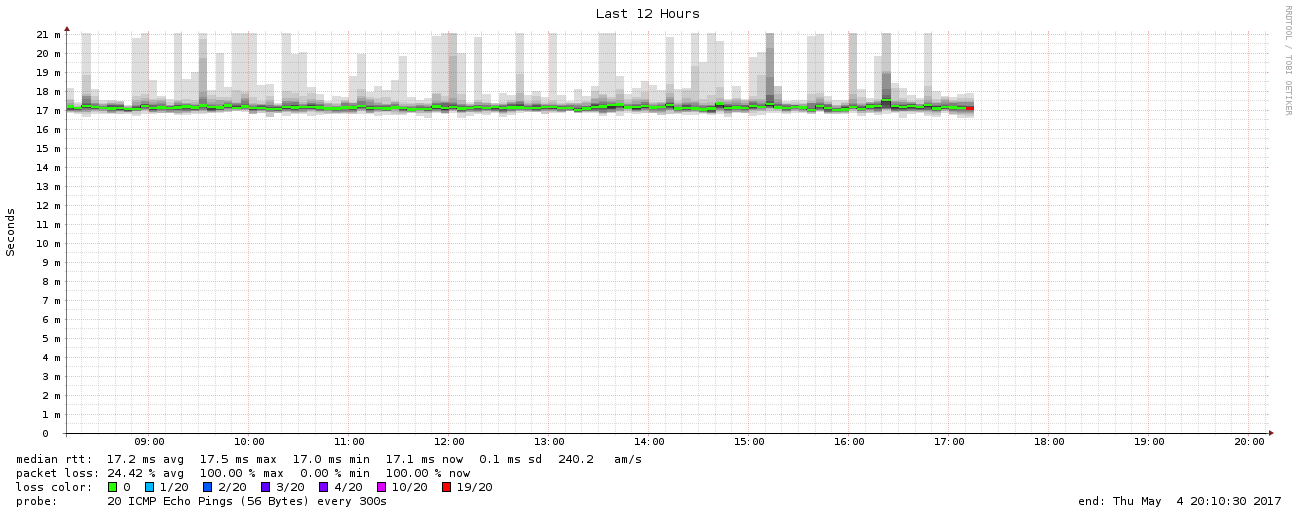 Last 12 Hours
RRDTOOL / TOBI OETIKER
Seconds
21 m
20 m
19 m
18 m
17 m
16 m
15 m
14 m
13 m
12 m
11 m
10 m
9 m
8 m
7 m
6 m
5 m
4 m
3 m
2 m
1 m
0
09:00 10:00 11:00 12:00 13:00 14:00 15:00 16:00 17:00 18:00 19:00 20:00
median rtt: 17.2 ms avg 17.5 ms max 17.0 ms min 17.1 ms now 0.1 ms sd 240.2 am/s
packet loss: 24.42 % avg 100.00 % max 0.00 % min 100.00 % now
loss color: 0 1/20 2/20 3/20 4/20 10/20 19/20
probe: 20 ICMP Echo Pings (56 Bytes) every 300s end: Thu May 4 20:10:30 2017